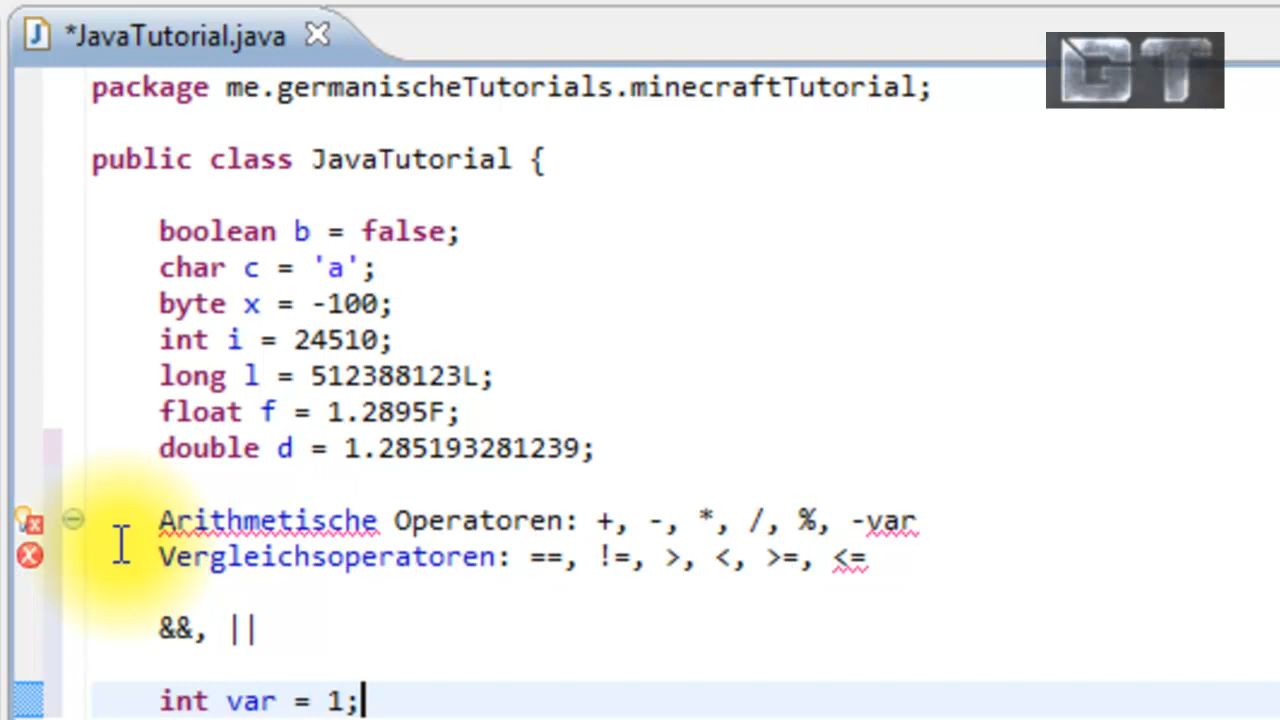 *JavaTutorial.java
GT
package me.germanischeTutorials.minecraftTutorial;
public class JavaTutorial {
boolean b = false;
char c = 'a';
byte x = -100;
int i = 24510;
long l = 512388123L;
float f = 1.2895F;
double d = 1.285193281239;
Arithmetische Operatoren: +, -, *, /, %, -var
Vergleichsoperatoren: ==, !=, >, <, >=, <=
&&, ||
int var = 1;